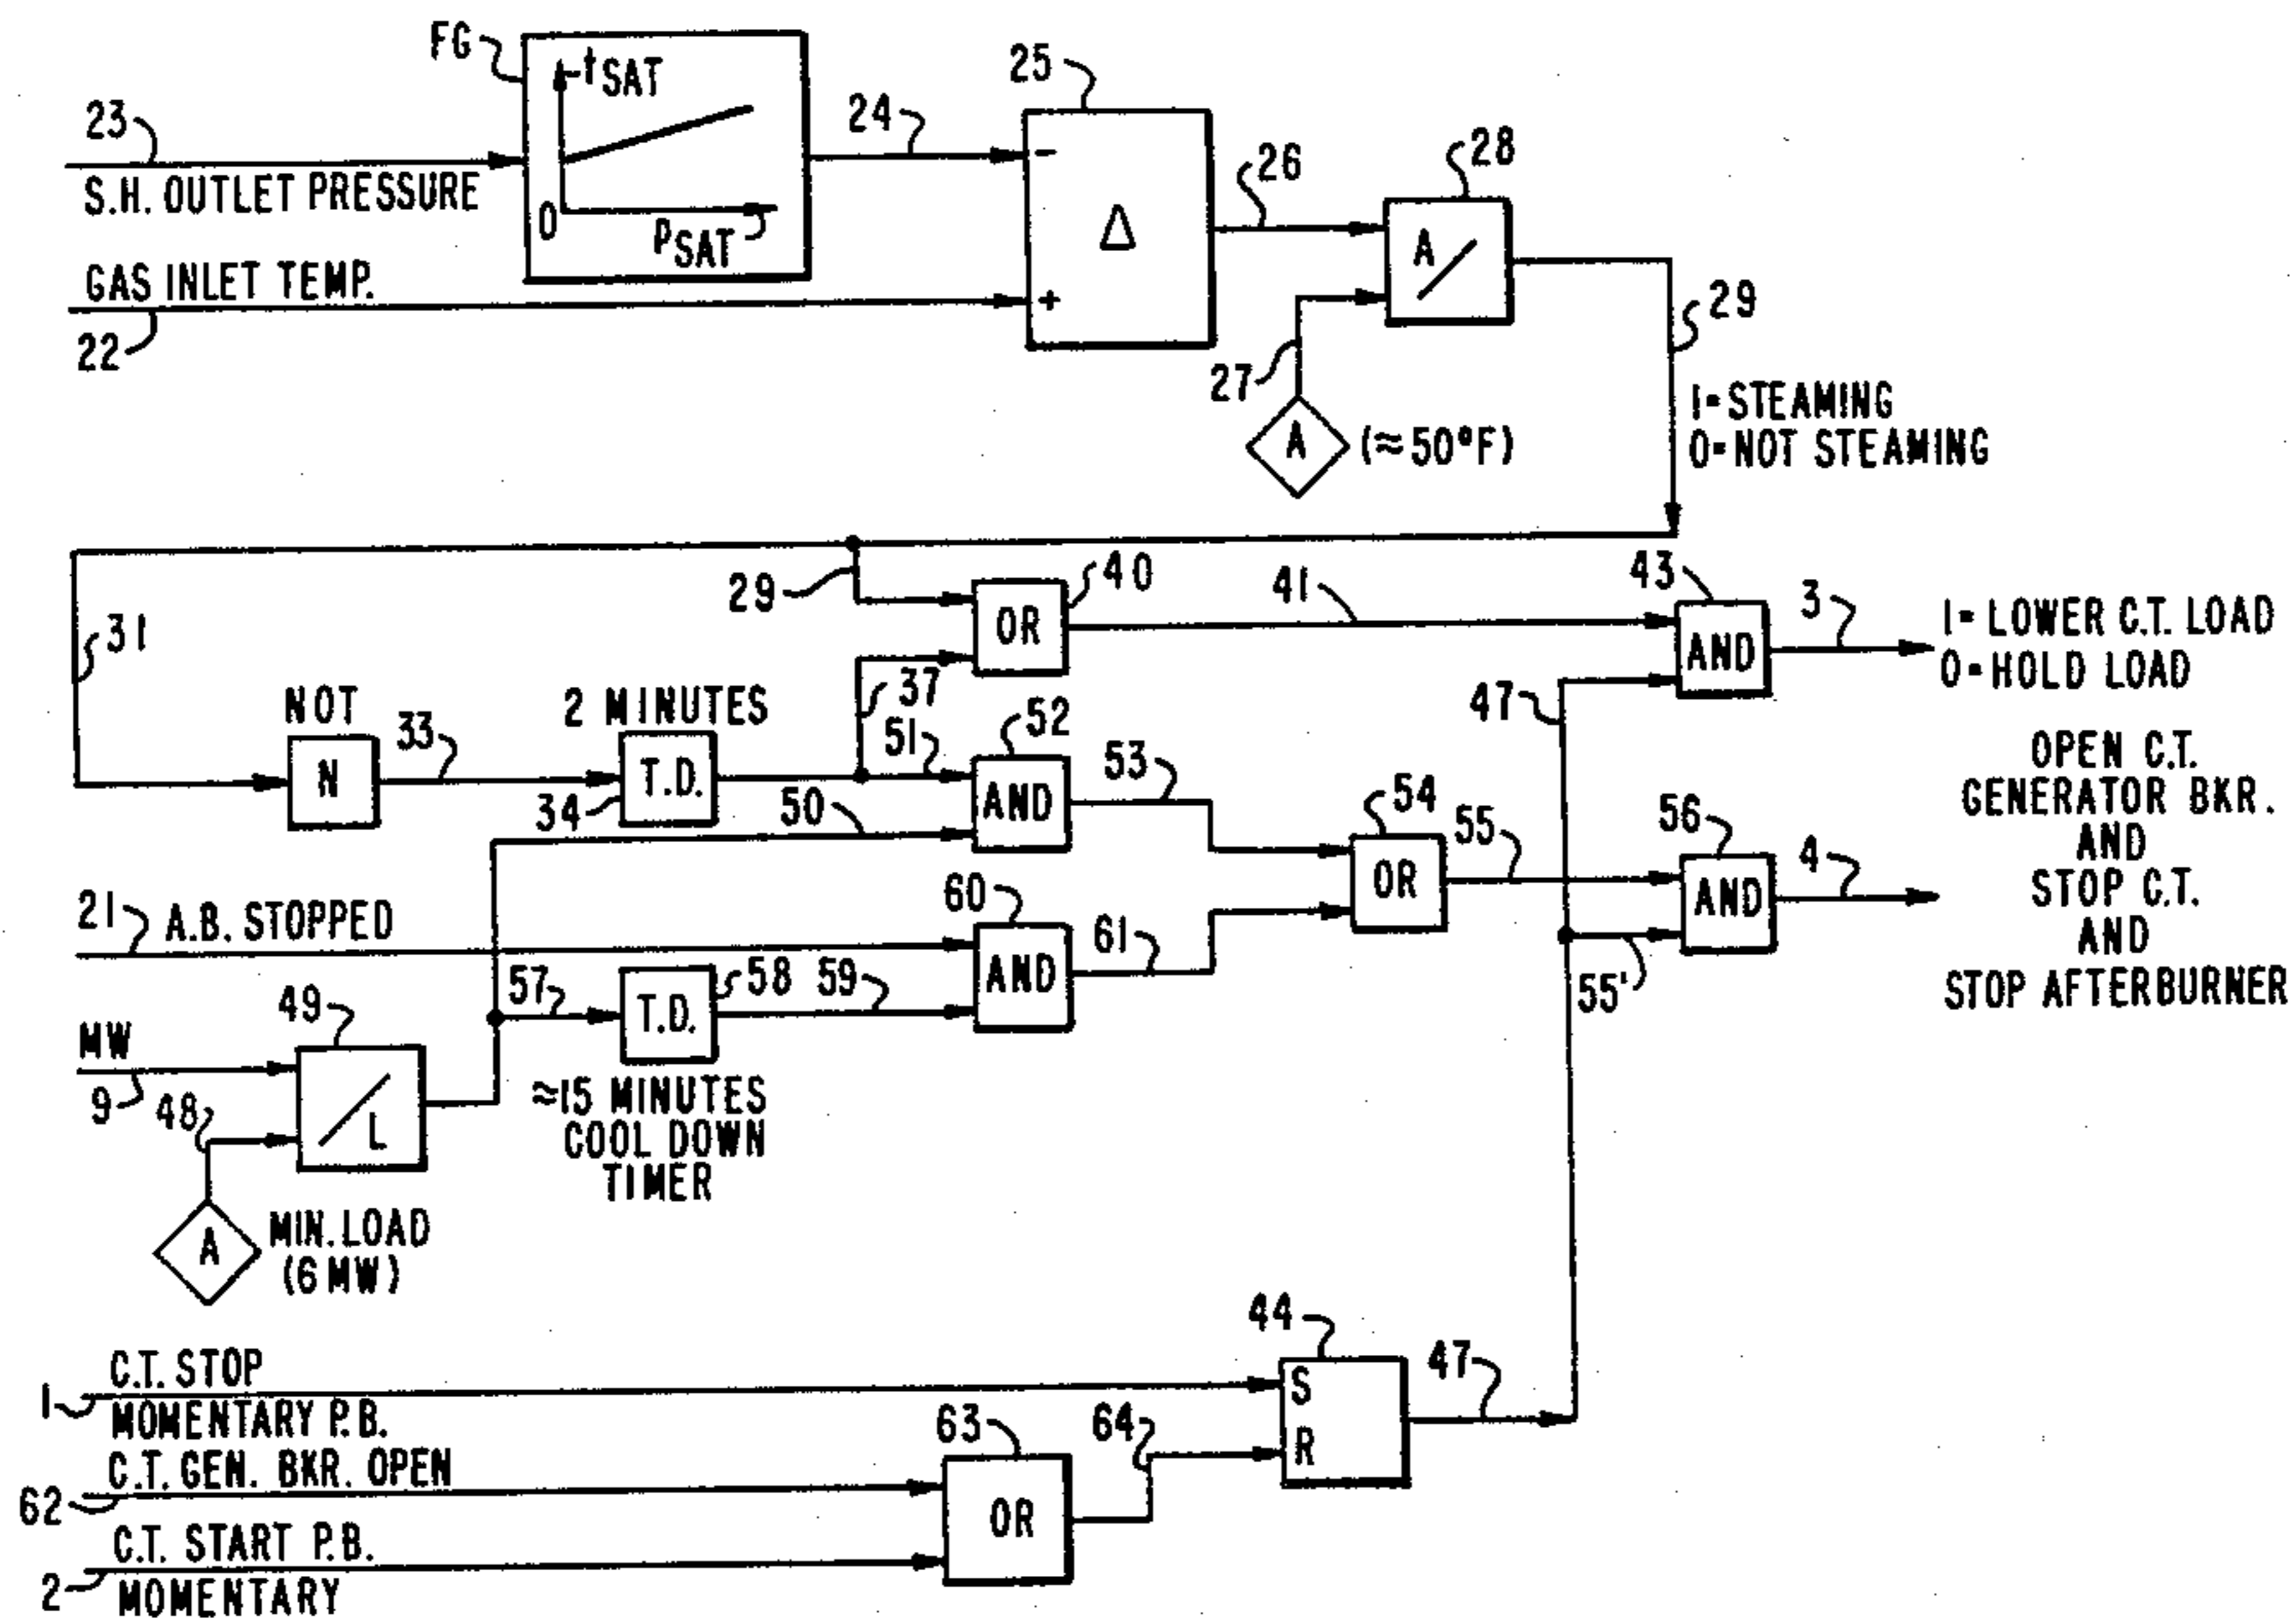 FG
tSAT
25
23
24
28
26
S.H. OUTLET PRESSURE
0
PSAT
-
Δ
A
GAS INLET TEMP.
+
29
22
27
1=STEAMING
A
(≈50°F)
0=NOT STEAMING
29
40
41
43
3
31
OR
1= LOWER C.T. LOAD
AND
0=HOLD LOAD
NOT
33
2 MINUTES
37
47
51
52
53
OPEN C.T.
N
T.D.
AND
54
GENERATOR BKR.
34
50
55
56
AND
4
21
A.B. STOPPED
60
OR
AND
STOP C.T.
61
AND
57
58
59
AND
55'
STOP AFTERBURNER
49
T.D.
MW
9
48
L
≈15 MINUTES
COOL DOWN
TIMER
A
MIN. LOAD
(6 MW)
44
C.T. STOP
47
1
S
MOMENTARY P.B.
63
64
C.T. GEN. BKR. OPEN
R
62
OR
C.T. START P.B.
2
MOMENTARY